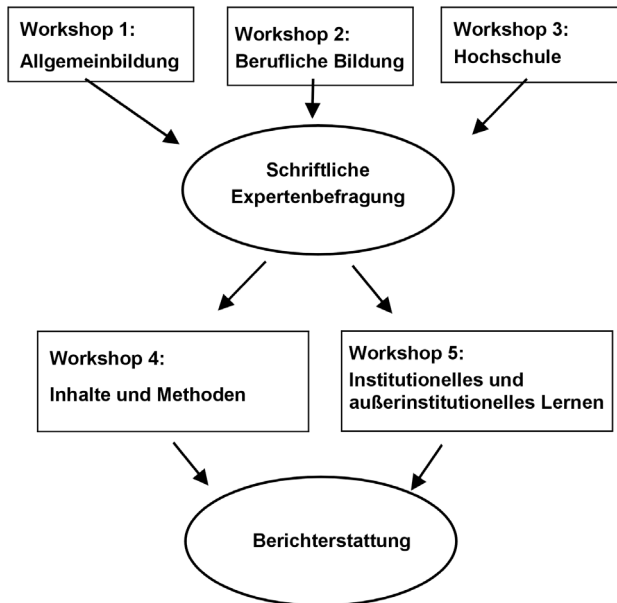 Workshop 1:
Allgemeinbildung
Workshop 2:
Berufliche Bildung
Workshop 3:
Hochschule
Schriftliche
Expertenbefragung
Workshop 4:
Inhalte und Methoden
Workshop 5:
Institutionelles und
außerinstitutionelles Lernen
Berichterstattung